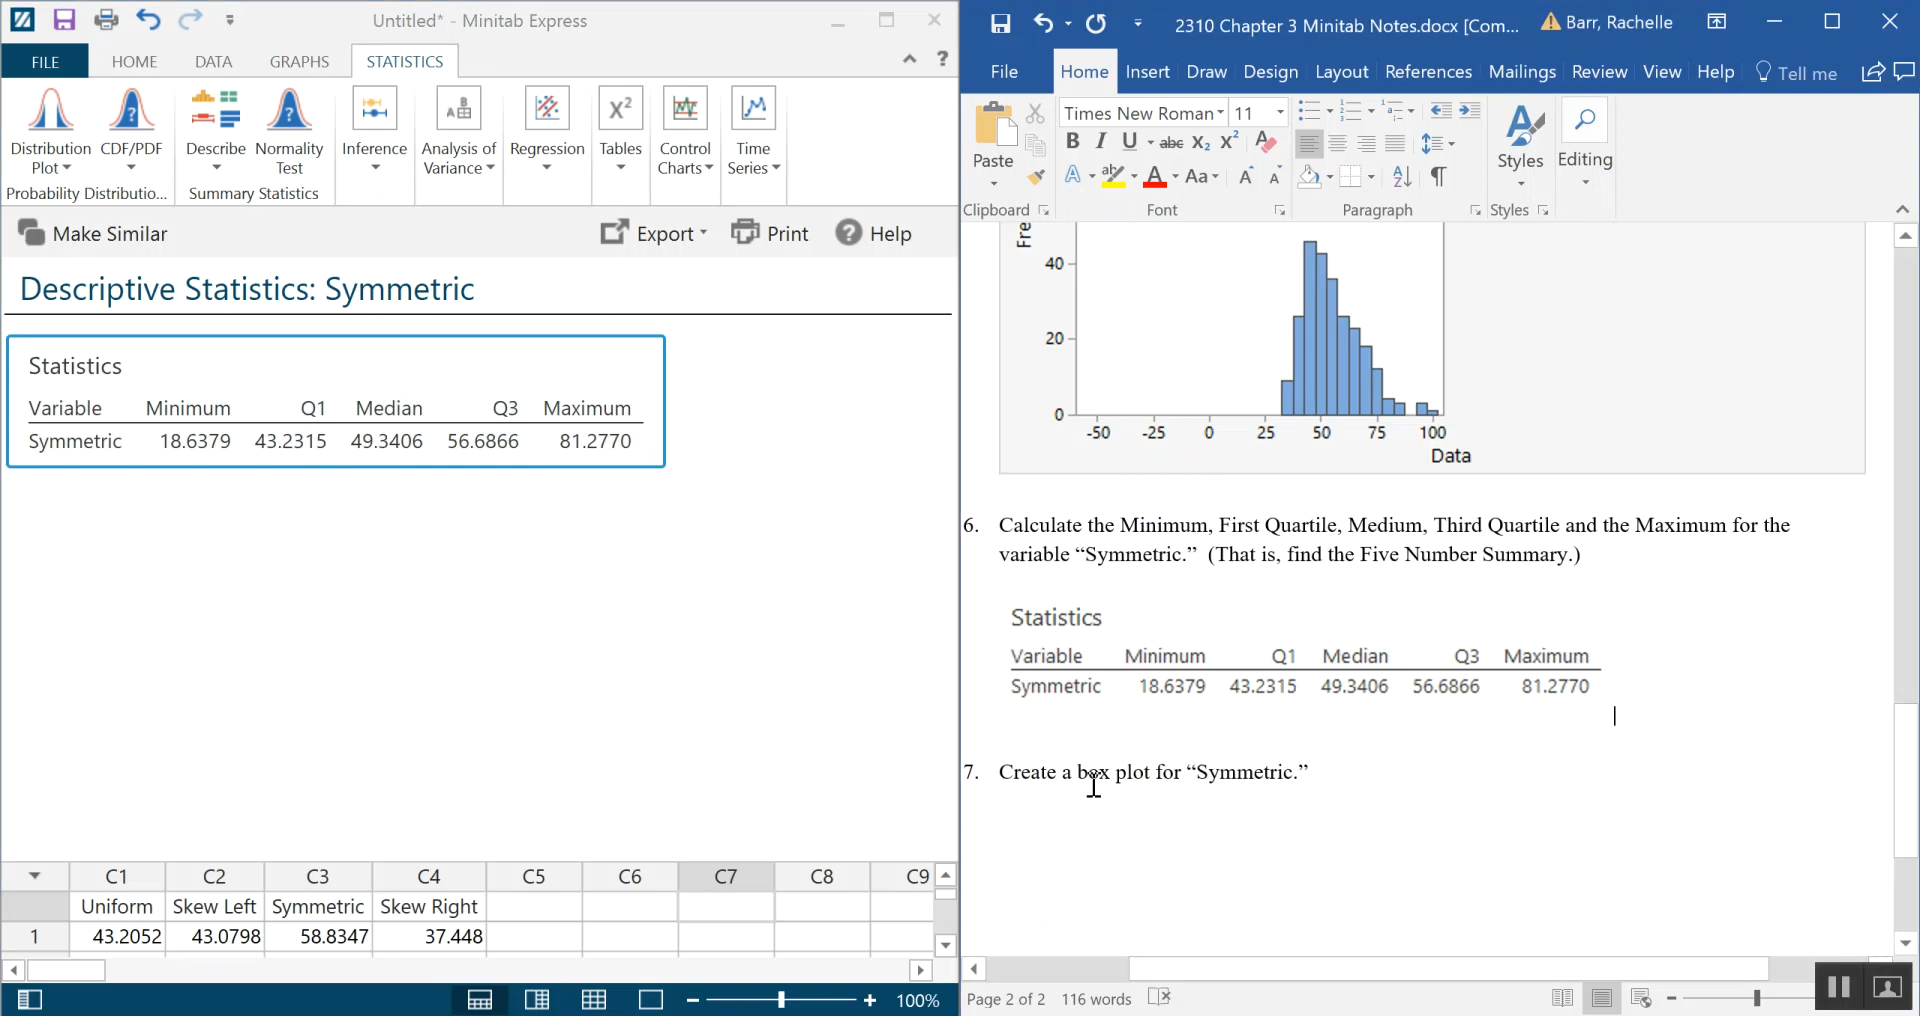 Untitled* - Minitab Express
FILE HOME DATA GRAPHS STATISTICS ?
Distribution Plot CDF/PDF Describe Normality Test Inference Analysis of Variance Regression Tables Control Charts Time Series
Probability Distributio... Summary Statistics
Make Similar Export Print Help
Descriptive Statistics: Symmetric
Statistics
Variable Minimum Q1 Median Q3 Maximum
Symmetric 18.6379 43.2315 49.3406 56.6866 81.2770
C1 C2 C3 C4 C5 C6 C7 C8 C9
Uniform Skew Left Symmetric Skew Right
1 43.2052 43.0798 58.8347 37.448
100%
2310 Chapter 3 Minitab Notes.docx [Com... Barr, Rachelle
File Home Insert Draw Design Layout References Mailings Review View Help Tell me
Paste Times New Roman 11 Styles Editing
B I U abc X₂ X²
A ab A Aa A A
Clipboard Font Paragraph Styles
Fre
40
20
0
-50 -25 0 25 50 75 100
Data
6. Calculate the Minimum, First Quartile, Medium, Third Quartile and the Maximum for the
variable “Symmetric.” (That is, find the Five Number Summary.)
Statistics
Variable Minimum Q1 Median Q3 Maximum
Symmetric 18.6379 43.2315 49.3406 56.6866 81.2770
7. Create a box plot for “Symmetric.”
Page 2 of 2 116 words